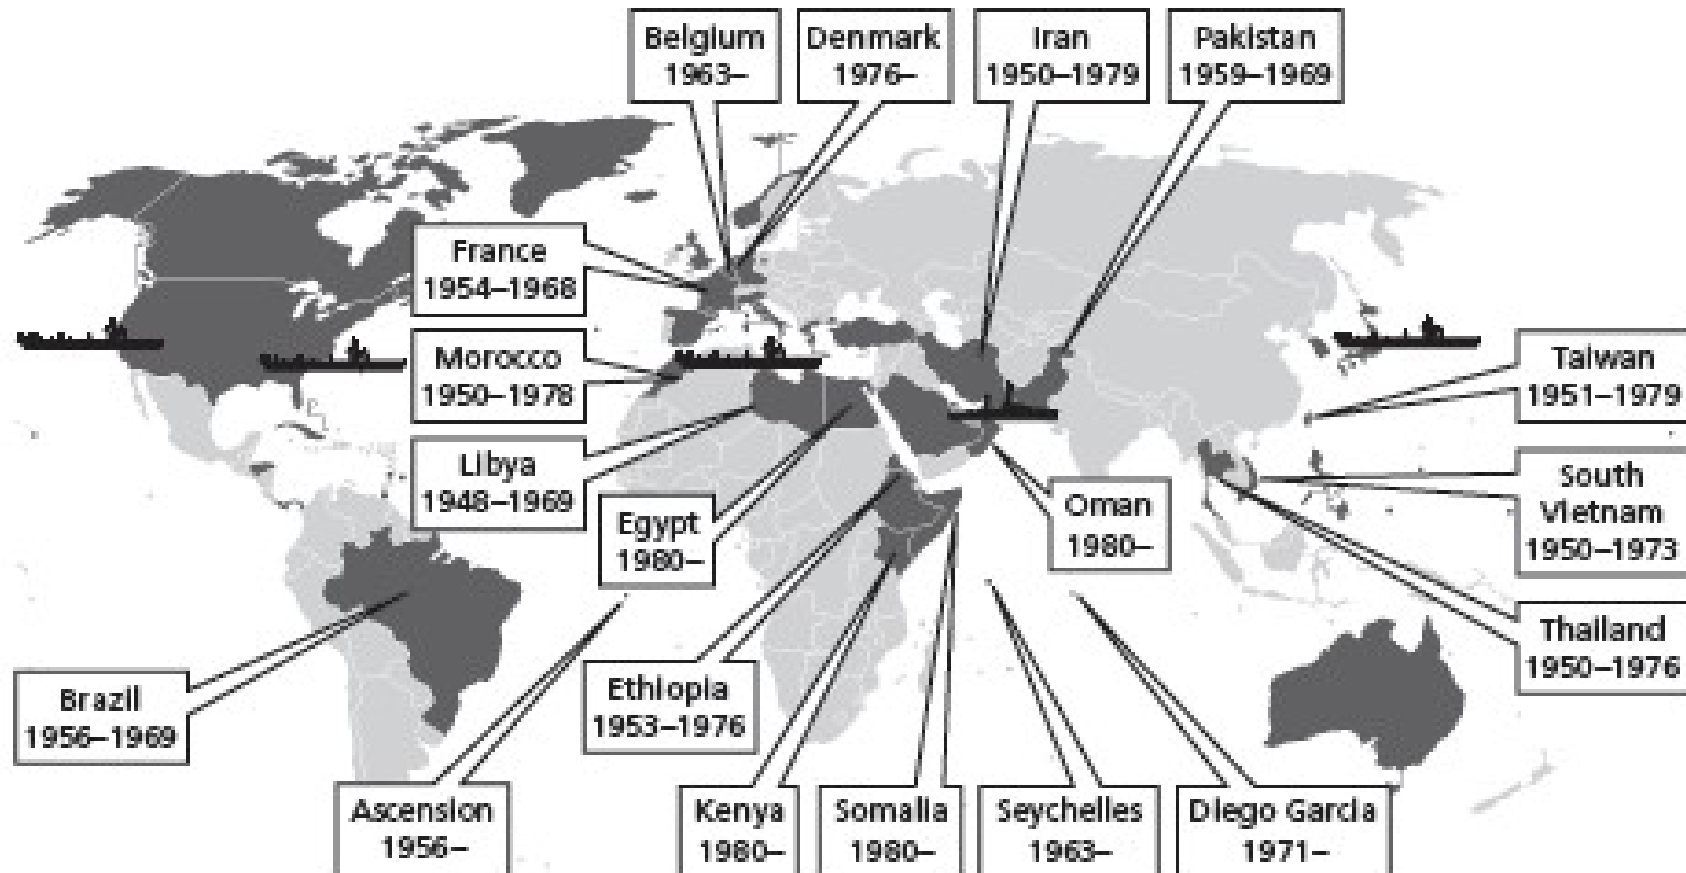 Belgium
1963–
Denmark
1976–
Iran
1950–1979
Pakistan
1959–1969
France
1954–1968
Morocco
1950–1978
Libya
1948–1969
Egypt
1980–
Oman
1980–
Taiwan
1951–1979
South
Vietnam
1950–1973
Thailand
1950–1976
Brazil
1956–1969
Ethiopia
1953–1976
Ascension
1956–
Kenya
1980–
Somalia
1980–
Seychelles
1963–
Diego Garcia
1971–